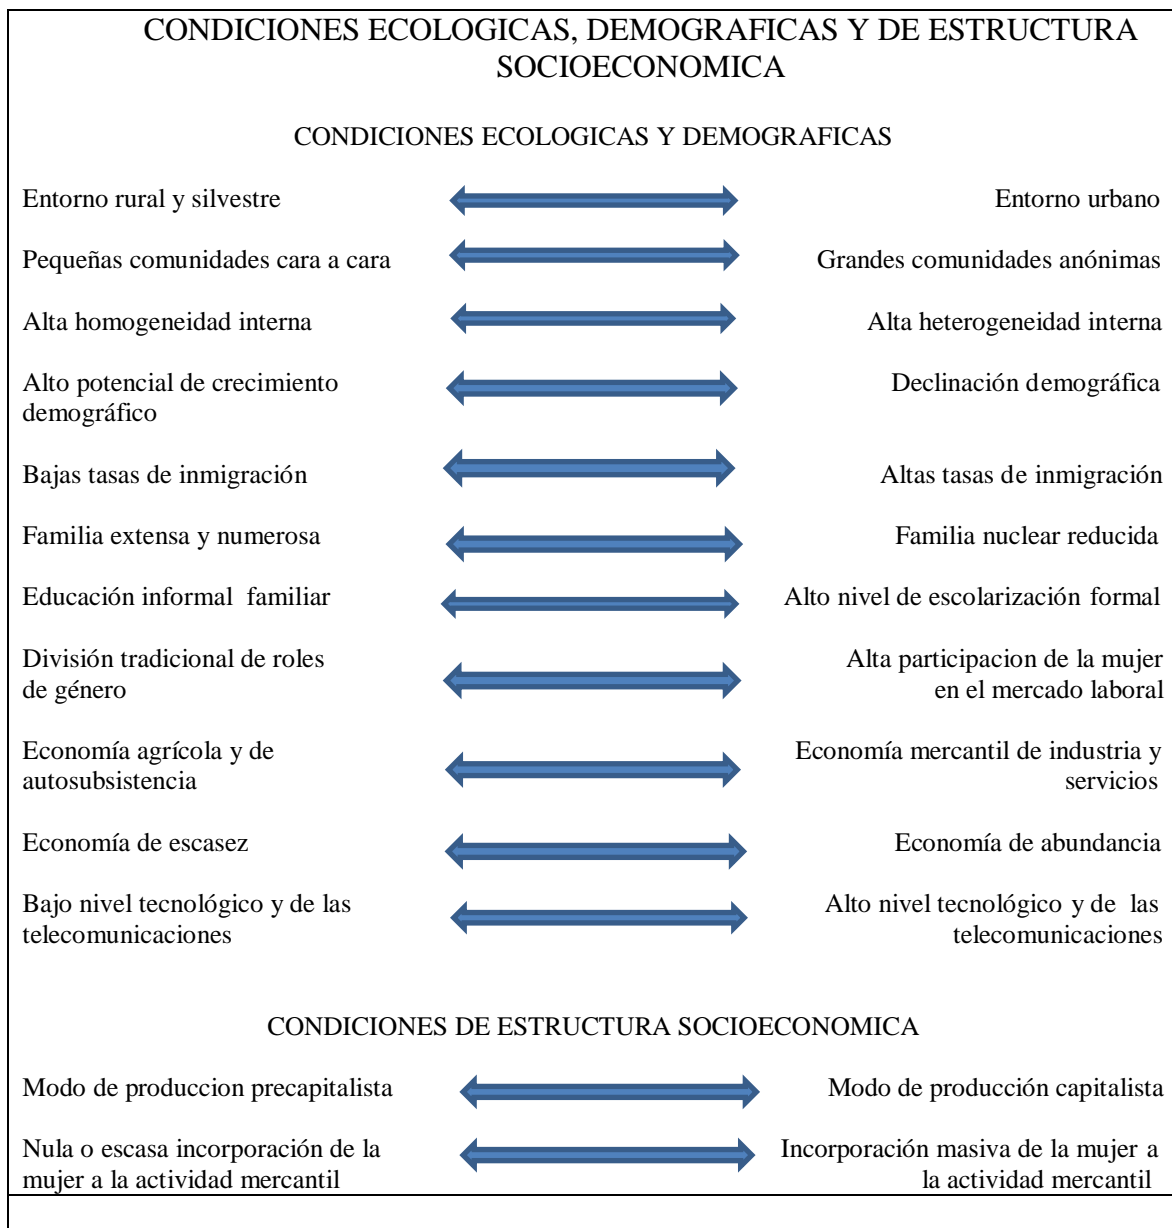 CONDICIONES ECOLOGICAS, DEMOGRAFICAS Y DE ESTRUCTURA
SOCIOECONOMICA
CONDICIONES ECOLOGICAS Y DEMOGRAFICAS
Entorno rural y silvestre
Entorno urbano
Pequeñas comunidades cara a cara
Grandes comunidades anónimas
Alta homogeneidad interna
Alta heterogeneidad interna
Alto potencial de crecimiento
demográfico
Declinación demográfica
Bajas tasas de inmigración
Altas tasas de inmigración
Familia extensa y numerosa
Familia nuclear reducida
Educación informal familiar
Alto nivel de escolarización formal
División tradicional de roles
de género
Alta participacion de la mujer
en el mercado laboral
Economía agrícola y de
autosubsistencia
Economía mercantil de industria y
servicios
Economía de escasez
Economía de abundancia
Bajo nivel tecnológico y de las
telecomunicaciones
Alto nivel tecnológico y de las
telecomunicaciones
CONDICIONES DE ESTRUCTURA SOCIOECONOMICA
Modo de produccion precapitalista
Modo de producción capitalista
Nula o escasa incorporación de la
mujer a la actividad mercantil
Incorporación masiva de la mujer a
la actividad mercantil